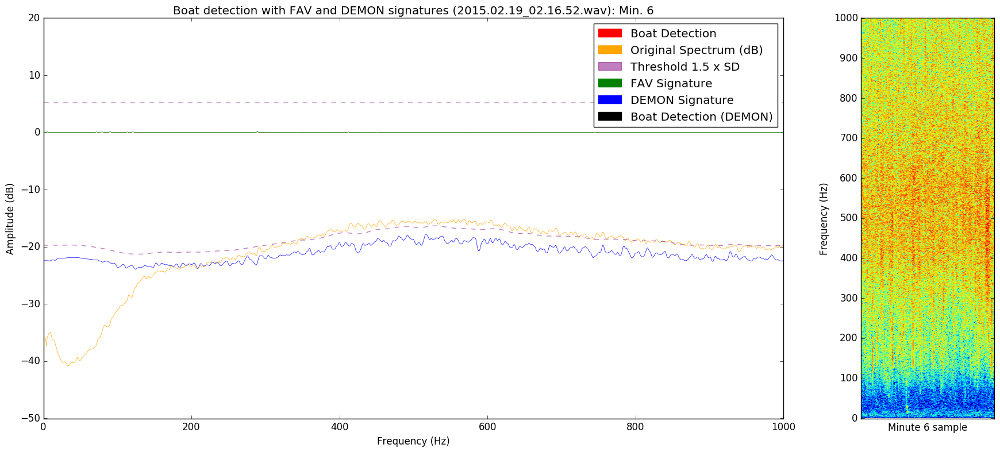 Boat detection with FAV and DEMON signatures (2015.02.19_02.16.52.wav): Min. 6
20
10
0
−10
−20
−30
−40
−50
Amplitude (dB)
0
200
400
600
800
1000
Frequency (Hz)
Boat Detection
Original Spectrum (dB)
Threshold 1.5 x SD
FAV Signature
DEMON Signature
Boat Detection (DEMON)
1000
900
800
700
600
500
400
300
200
100
0
Frequency (Hz)
Minute 6 sample